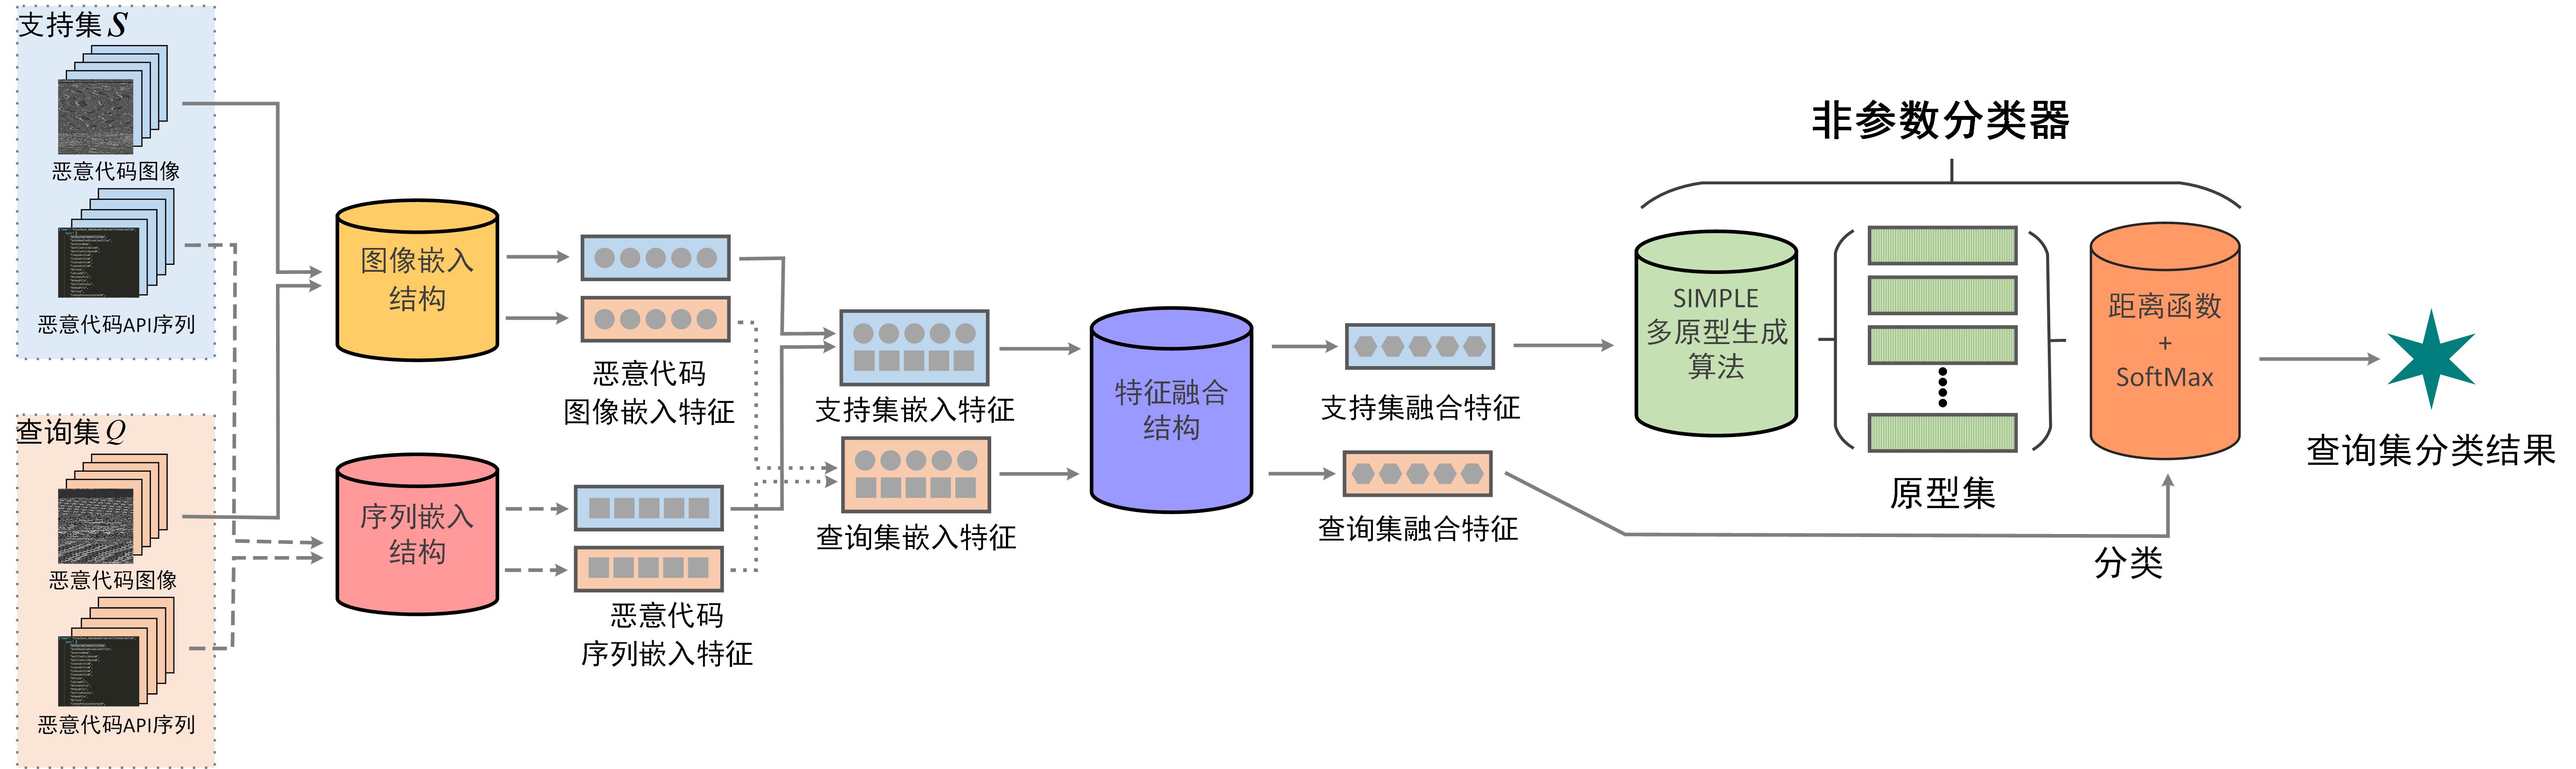 支持集 S
恶意代码图像
恶意代码API序列
查询集 Q
恶意代码图像
恶意代码API序列
图像嵌入
结构
序列嵌入
结构
恶意代码
图像嵌入特征
恶意代码
序列嵌入特征
支持集嵌入特征
查询集嵌入特征
特征融合
结构
支持集融合特征
查询集融合特征
非参数分类器
SIMPLE
多原型生成
算法
原型集
距离函数
+
SoftMax
分类
查询集分类结果